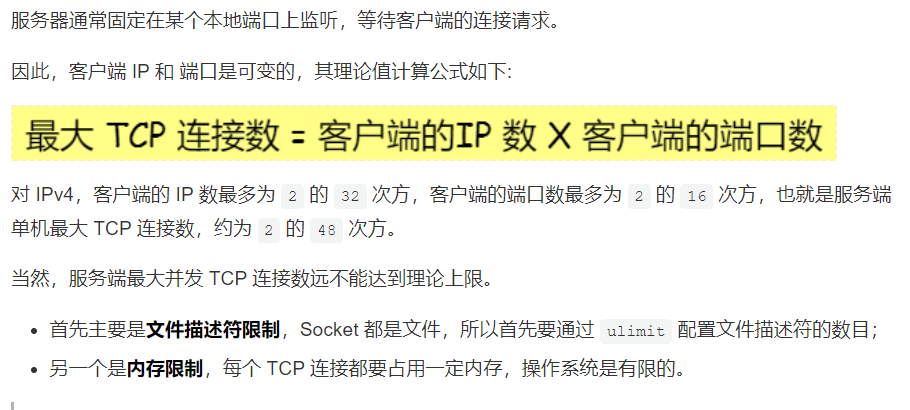 服务器通常固定在某个本地端口上监听，等待客户端的连接请求。
因此，客户端 IP 和 端口是可变的，其理论值计算公式如下:
最大 TCP 连接数 = 客户端的IP 数 X 客户端的端口数
对 IPv4，客户端的 IP 数最多为 2 的 32 次方，客户端的端口数最多为 2 的 16 次方，也就是服务端
单机最大 TCP 连接数，约为 2 的 48 次方。
当然，服务端最大并发 TCP 连接数远不能达到理论上限。
• 首先主要是文件描述符限制，Socket 都是文件，所以首先要通过 ulimit 配置文件描述符的数目；
• 另一个是内存限制，每个 TCP 连接都要占用一定内存，操作系统是有限的。